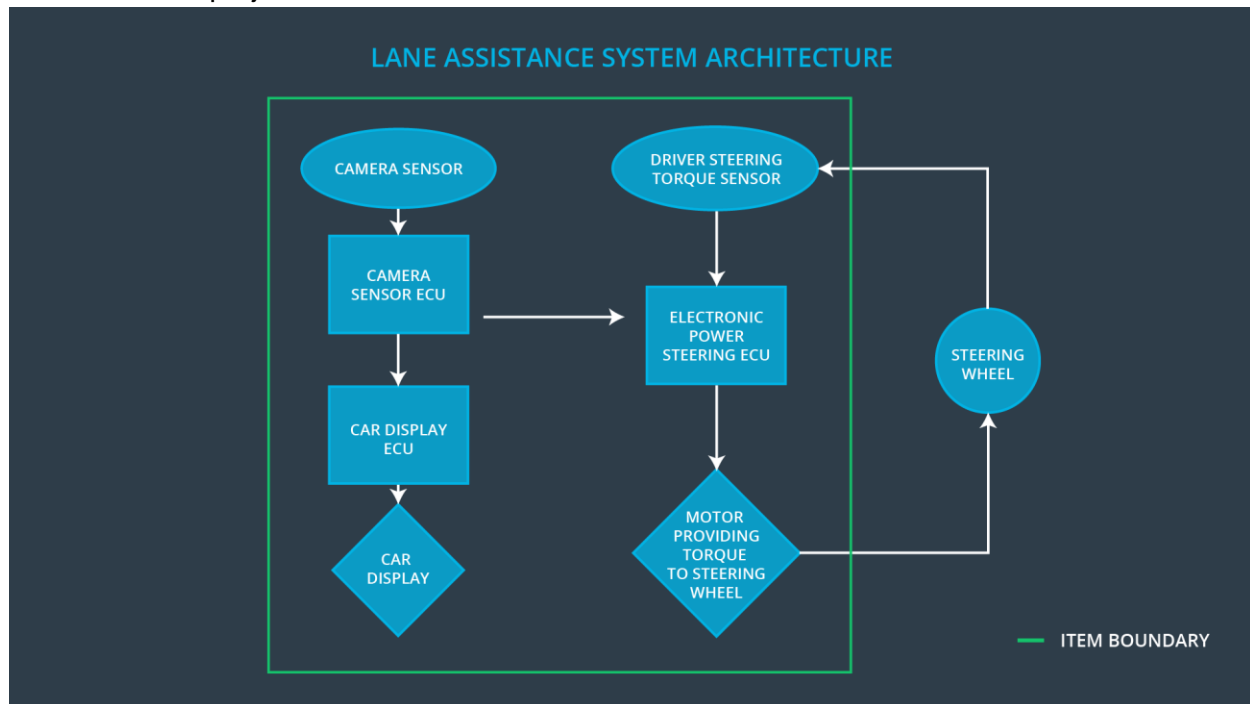 LANE ASSISTANCE SYSTEM ARCHITECTURE
CAMERA SENSOR
CAMERA
SENSOR ECU
CAR DISPLAY
ECU
CAR
DISPLAY
DRIVER STEERING
TORQUE SENSOR
ELECTRONIC
POWER
STEERING ECU
MOTOR
PROVIDING
TORQUE
TO STEERING
WHEEL
STEERING
WHEEL
ITEM BOUNDARY